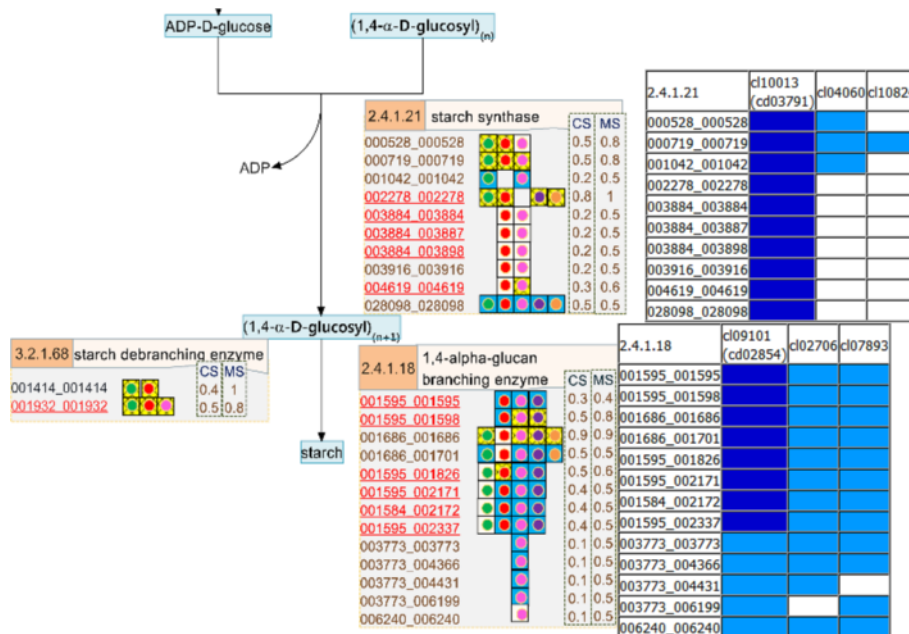 ADP-D-glucose
(1,4-α-D-glucosyl)(n)
ADP
2.4.1.21 starch synthase
CS MS
000528_000528 0.5 0.8
000719_000719 0.5 0.8
001042_001042 0.2 0.5
002278_002278 0.8 1
003884_003884 0.2 0.5
003884_003887 0.2 0.5
003884_003898 0.2 0.5
003916_003916 0.2 0.5
004619_004619 0.3 0.6
028098_028098 0.5 0.5
2.4.1.21 cl10013 (cd03791) cl04060
000528_000528
000719_000719
001042_001042
002278_002278
003884_003884
003884_003887
003884_003898
003916_003916
004619_004619
028098_028098
(1,4-α-D-glucosyl)(n+1)
3.2.1.68 starch debranching enzyme
CS MS
001414_001414 0.4 1
001932_001932 0.5 0.8
starch
2.4.1.18 1,4-alpha-glucan
branching enzyme
CS MS
001595_001595 0.3 0.4
001595_001598 0.5 0.8
001686_001686 0.9 0.9
001686_001701 0.5 0.5
001595_001826 0.5 0.6
001595_002171 0.4 0.5
001584_002172 0.4 0.5
001595_002337 0.4 0.5
003773_003773 0.1 0.5
003773_004366 0.1 0.5
003773_004431 0.1 0.5
003773_006199 0.1 0.5
006240_006240 0.1 0.5
2.4.1.18 cl09101 (cd02854) cl02706 cl07893
001595_001595
001595_001598
001686_001686
001686_001701
001595_001826
001595_002171
001584_002172
001595_002337
003773_003773
003773_004366
003773_004431
003773_006199
006240_006240